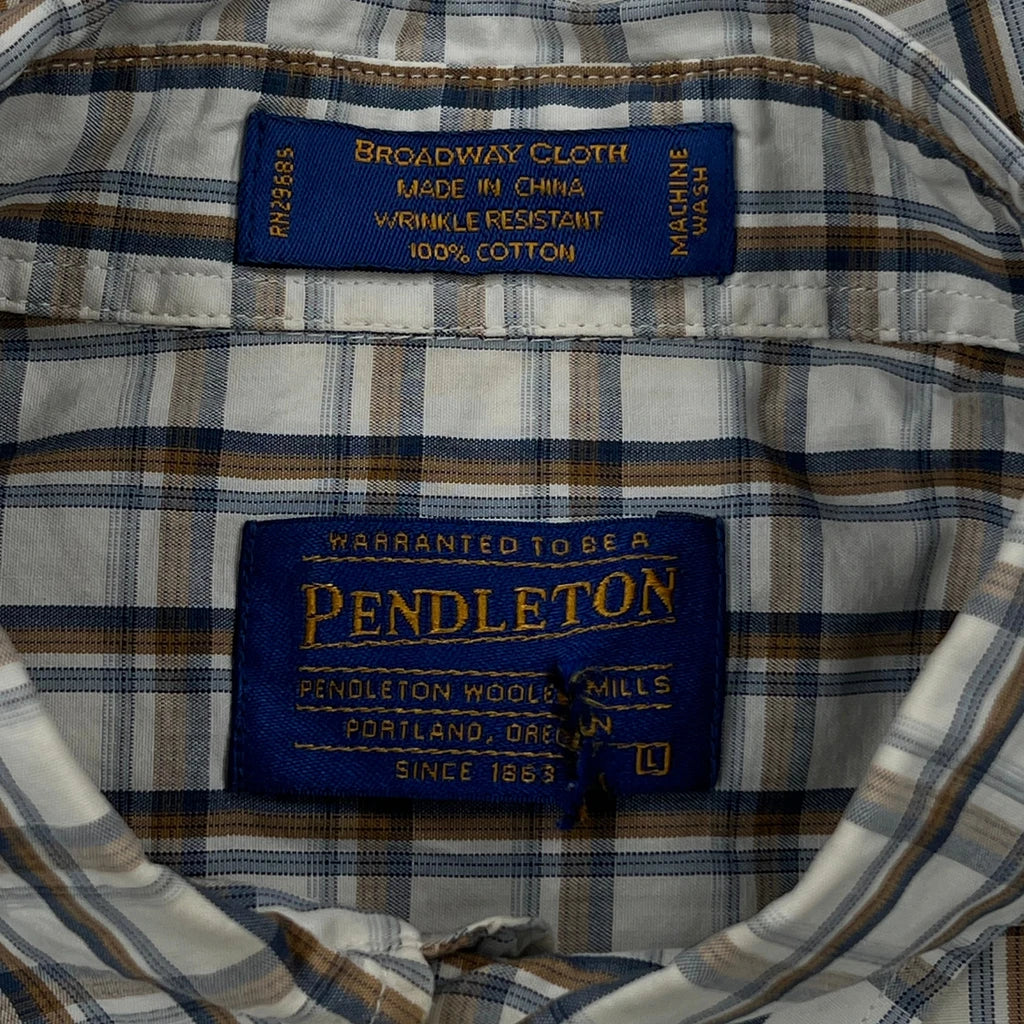 RN29685
BROADWAY CLOTH
MADE IN CHINA
WRINKLE RESISTANT
100% COTTON
MACHINE
WASH
WARRANTED TO BE A
PENDLETON
PENDLETON WOOLEN MILLS
PORTLAND, OREGON
SINCE 1863
L